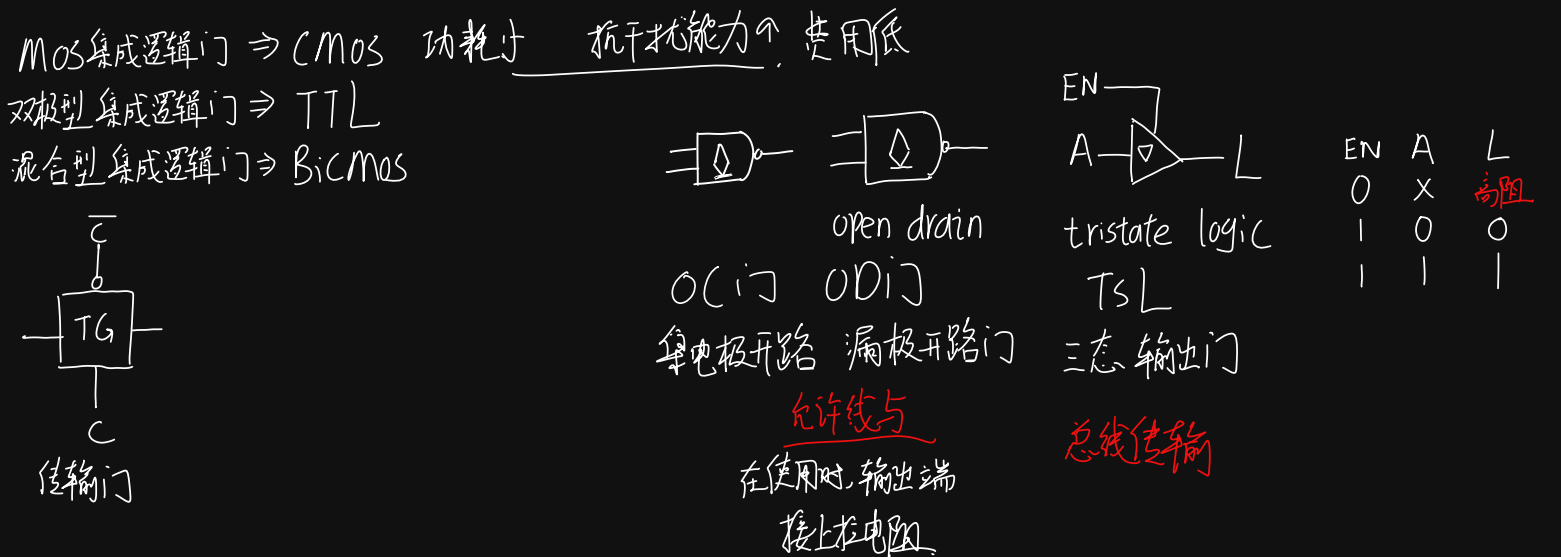 MOS集成逻辑门 ⇒ CMOS 功耗小 抗干扰能力个 费用低
双极型集成逻辑门 ⇒ TTL
混合型集成逻辑门 ⇒ BiCMOS
C̅
TG
C
传输门
open drain
OC门 OD门
集电极开路 漏极开路门
允许线与
在使用时,输出端
接上拉电阻
EN
A L
tristate logic
TSL
三态输出门
总线传输
EN A L
0 × 高阻
1 0 0
1 1 1